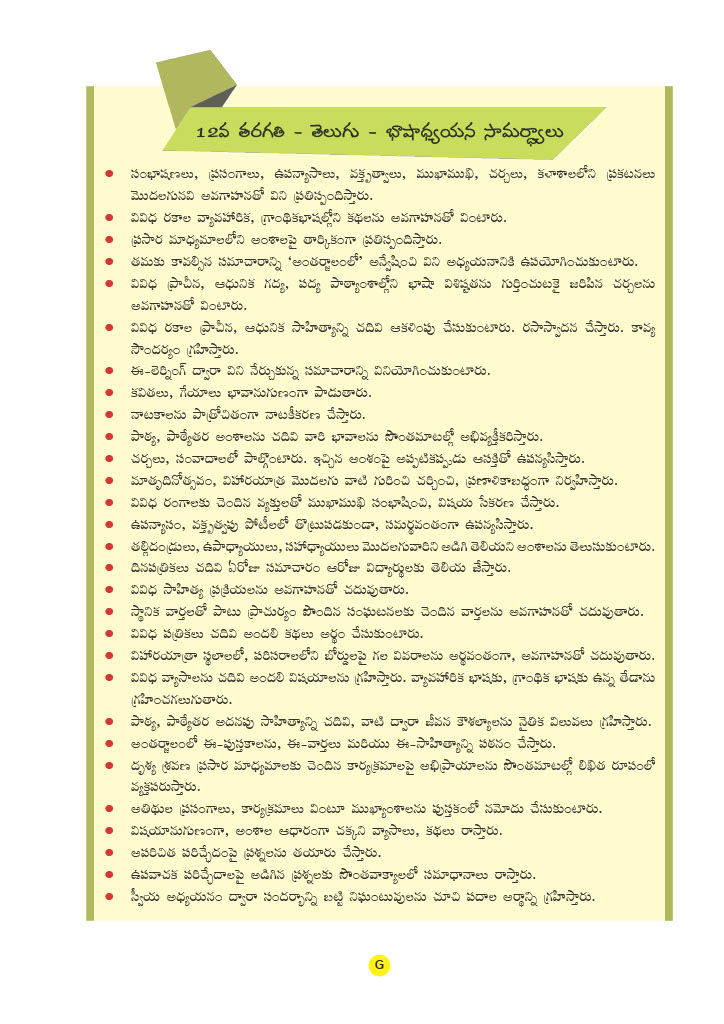 12వ తరగతి - తెలుగు - భాషాధ్యయన సామర్థ్యాలు
● సంభాషణలు, ప్రసంగాలు, ఉపన్యాసాలు, వక్తృత్వాలు, ముఖాముఖి, చర్చలు, కళాశాలలోని ప్రకటనలు
మొదలగునవి అవగాహనతో విని ప్రతిస్పందిస్తారు.
● వివిధ రకాల వ్యావహారిక, గ్రాంథికభాషల్లోని కథలను అవగాహనతో వింటారు.
● ప్రసార మాధ్యమాలలోని అంశాలపై తార్కికంగా ప్రతిస్పందిస్తారు.
● తమకు కావల్సిన సమాచారాన్ని ‘అంతర్జాలంలో’ అన్వేషించి విని అధ్యయనానికి ఉపయోగించుకుంటారు.
● వివిధ ప్రాచీన, ఆధునిక గద్య, పద్య పాఠ్యాంశాల్లోని భాషా విశిష్టతను గుర్తించుటకై జరిపిన చర్చలను
అవగాహనతో వింటారు.
● వివిధ రకాల ప్రాచీన, ఆధునిక సాహిత్యాన్ని చదివి ఆకళింపు చేసుకుంటారు. రసాస్వాదన చేస్తారు. కావ్య
సౌందర్యం గ్రహిస్తారు.
● ఈ-లెర్నింగ్ ద్వారా విని నేర్చుకున్న సమాచారాన్ని వినియోగించుకుంటారు.
● కవితలు, గేయాలు భావానుగుణంగా పాడుతారు.
● నాటకాలను పాత్రోచితంగా నాటకీకరణ చేస్తారు.
● పాఠ్య, పాఠ్యేతర అంశాలను చదివి వారి భావాలను సొంతమాటల్లో అభివ్యక్తీకరిస్తారు.
● చర్చలు, సంవాదాలలో పాల్గొంటారు. ఇచ్చిన అంశంపై అప్పటికప్పుడు ఆసక్తితో ఉపన్యసిస్తారు.
● మాతృదినోత్సవం, విహారయాత్ర మొదలగు వాటి గురించి చర్చించి, ప్రణాళికాబద్ధంగా నిర్వహిస్తారు.
● వివిధ రంగాలకు చెందిన వ్యక్తులతో ముఖాముఖి సంభాషించి, విషయ సేకరణ చేస్తారు.
● ఉపన్యాసం, వక్తృత్వపు పోటీలలో తొట్రుపడకుండా, సమర్థవంతంగా ఉపన్యసిస్తారు.
● తల్లిదండ్రులు, ఉపాధ్యాయులు, సహాధ్యాయులు మొదలగువారిని అడిగి తెలియని అంశాలను తెలుసుకుంటారు.
● దినపత్రికలు చదివి ఏరోజు సమాచారం ఆరోజు విద్యార్థులకు తెలియ జేస్తారు.
● వివిధ సాహిత్య ప్రక్రియలను అవగాహనతో చదువుతారు.
● స్థానిక వార్తలతో పాటు ప్రాచుర్యం పొందిన సంఘటనలకు చెందిన వార్తలను అవగాహనతో చదువుతారు.
● వివిధ పత్రికలు చదివి అందలి కథలు అర్థం చేసుకుంటారు.
● విహారయాత్రా స్థలాలలో, పరిసరాలలోని బోర్డులపై గల వివరాలను అర్థవంతంగా, అవగాహనతో చదువుతారు.
● వివిధ వ్యాసాలను చదివి అందలి విషయాలను గ్రహిస్తారు. వ్యావహారిక భాషకు, గ్రాంథిక భాషకు ఉన్న తేడాను
గ్రహించగలుగుతారు.
● పాఠ్య, పాఠ్యేతర అదనపు సాహిత్యాన్ని చదివి, వాటి ద్వారా జీవన కౌశల్యాలను నైతిక విలువలు గ్రహిస్తారు.
● అంతర్జాలంలో ఈ-పుస్తకాలను, ఈ-వార్తలు మరియు ఈ-సాహిత్యాన్ని పఠనం చేస్తారు.
● దృశ్య శ్రవణ ప్రసార మాధ్యమాలకు చెందిన కార్యక్రమాలపై అభిప్రాయాలను సొంతమాటల్లో లిఖిత రూపంలో
వ్యక్తపరుస్తారు.
● అతిథుల ప్రసంగాలు, కార్యక్రమాలు వింటూ ముఖ్యాంశాలను పుస్తకంలో నమోదు చేసుకుంటారు.
● విషయానుగుణంగా, అంశాల ఆధారంగా చక్కని వ్యాసాలు, కథలు రాస్తారు.
● అపరిచిత పరిచ్ఛేదంపై ప్రశ్నలను తయారు చేస్తారు.
● ఉపవాచక పరిచ్ఛేదాలపై అడిగిన ప్రశ్నలకు సొంతవాక్యాలలో సమాధానాలు రాస్తారు.
● స్వీయ అధ్యయనం ద్వారా సందర్భాన్ని బట్టి నిఘంటువులను చూచి పదాల అర్థాన్ని గ్రహిస్తారు.
G